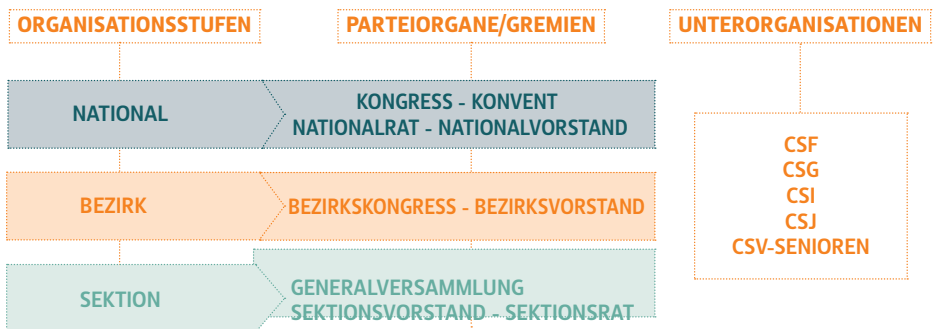 ORGANISATIONSSTUFEN
PARTEIORGANE/GREMIEN
UNTERORGANISATIONEN
NATIONAL
KONGRESS - KONVENT
NATIONALRAT - NATIONALVORSTAND
BEZIRK
BEZIRKSKONGRESS - BEZIRKSVORSTAND
SEKTION
GENERALVERSAMMLUNG
SEKTIONSVORSTAND - SEKTIONSRAT
CSF
CSG
CSI
CSJ
CSV-SENIOREN